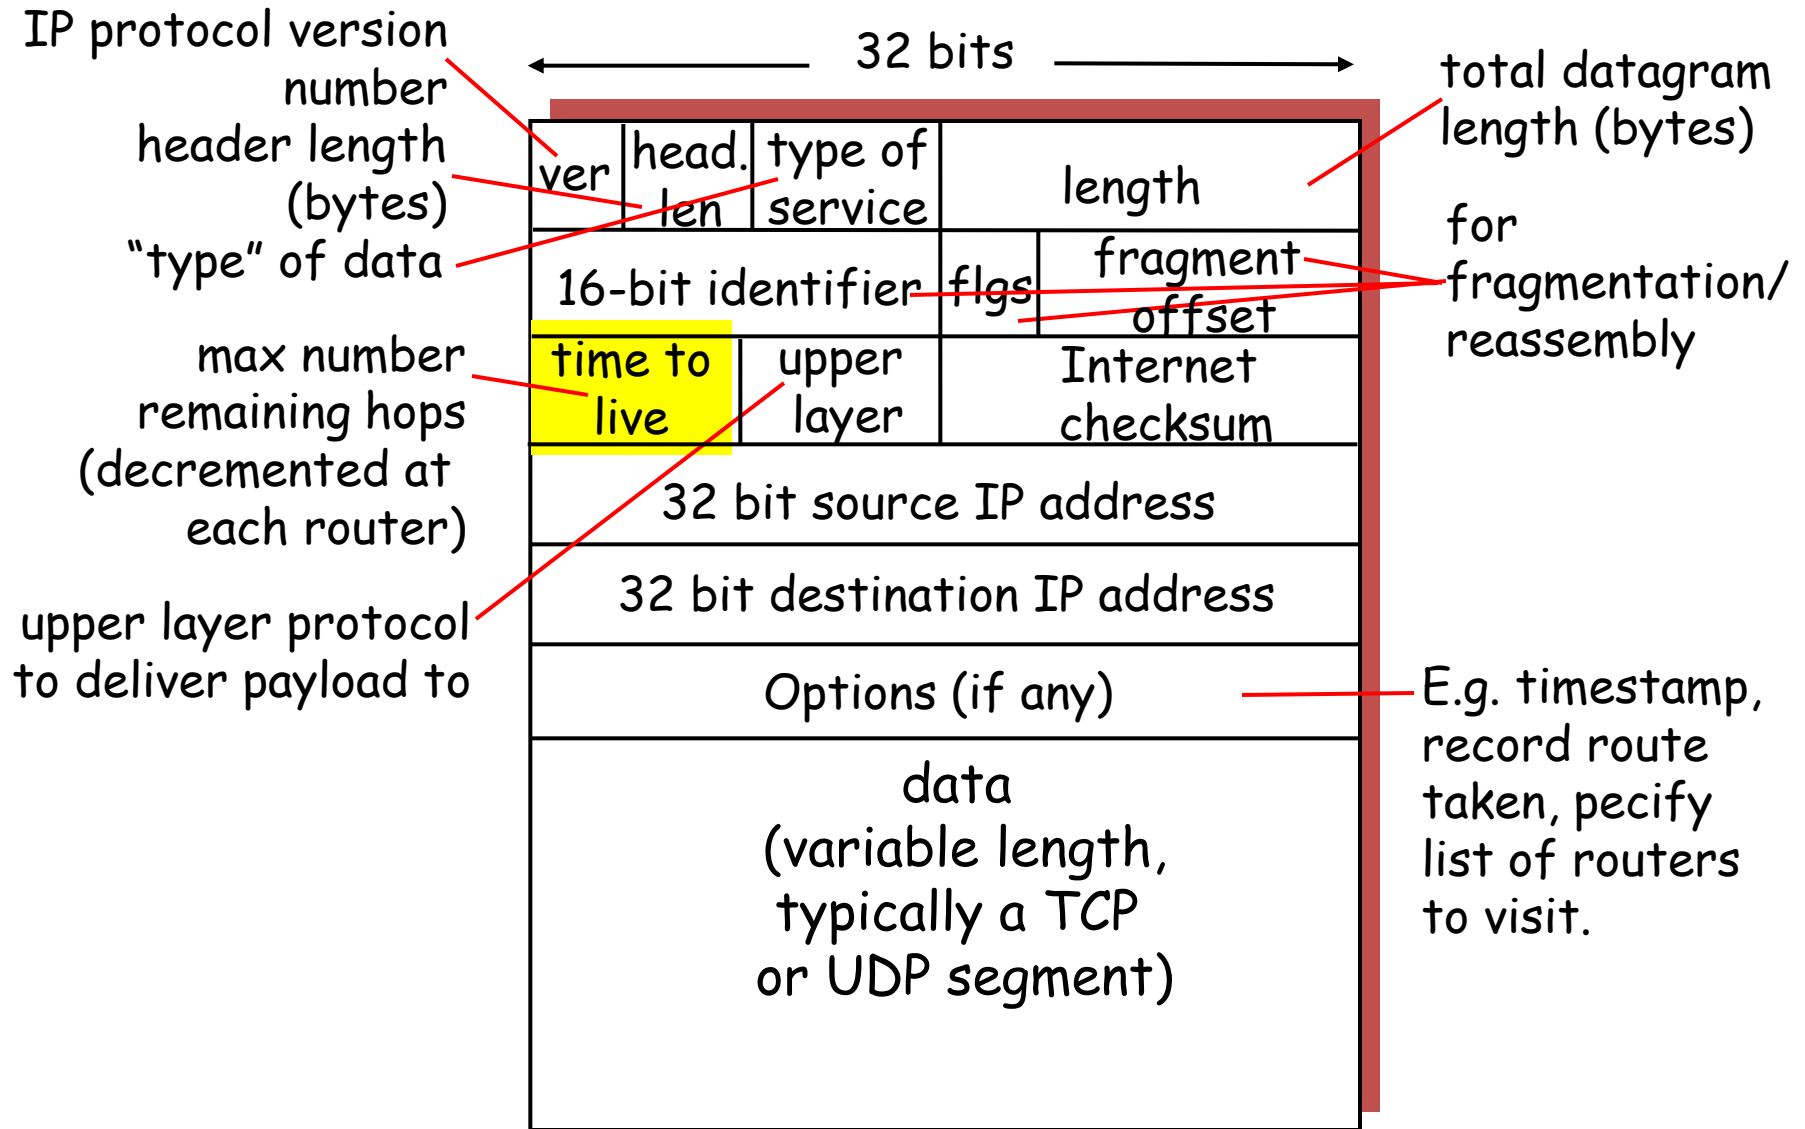 IP protocol version
number
header length
(bytes)
“type” of data
max number
remaining hops
(decremented at
each router)
upper layer protocol
to deliver payload to
32 bits
ver
head.
len
type of
service
length
16-bit identifier
flgs
fragment
offset
time to
live
upper
layer
Internet
checksum
32 bit source IP address
32 bit destination IP address
Options (if any)
data
(variable length,
typically a TCP
or UDP segment)
total datagram
length (bytes)
for
fragmentation/
reassembly
E.g. timestamp,
record route
taken, pecify
list of routers
to visit.